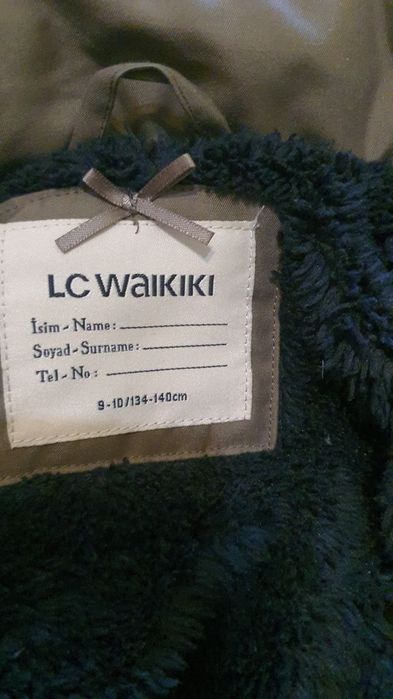 LC WAIKIKI
İsim - Name :
Soyad - Surname :
Tel - No :
9-10/134-140cm